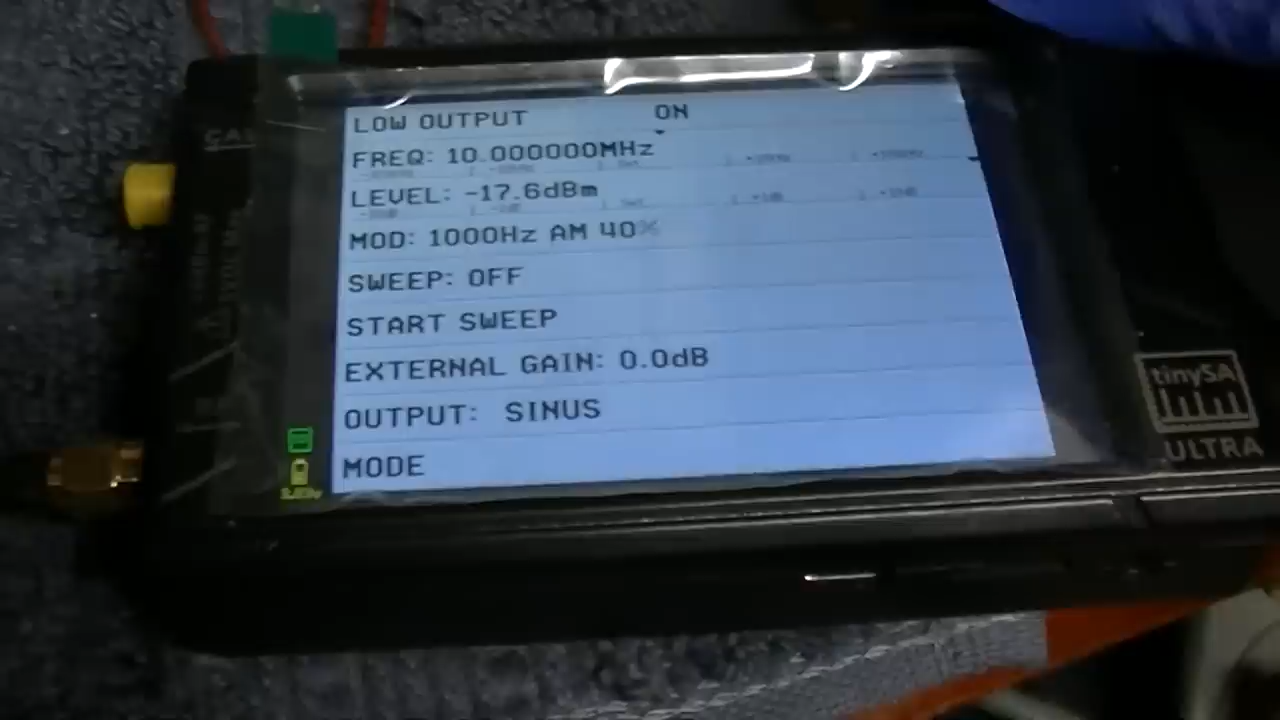 LOW OUTPUT ON
FREQ: 10.000000MHz
LEVEL: -17.6dBm
MOD: 1000Hz AM 40%
SWEEP: OFF
START SWEEP
EXTERNAL GAIN: 0.0dB
OUTPUT: SINUS
MODE
tinySA
ULTRA